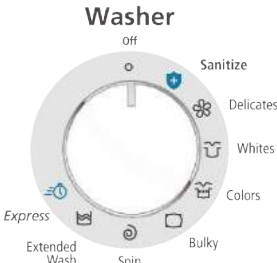 Washer
Off
Sanitize
Delicates
Whites
Colors
Bulky
Spin
Extended
Wash
Express